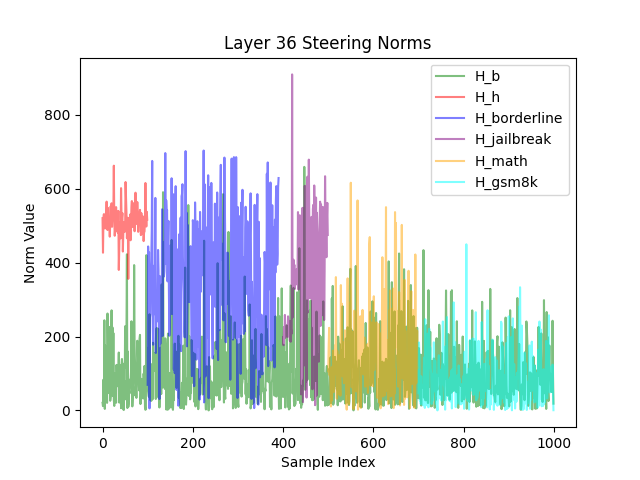 Layer 36 Steering Norms
H_b
H_h
H_borderline
H_jailbreak
H_math
H_gsm8k
Norm Value
800
600
400
200
0
0
200
400
600
800
1000
Sample Index